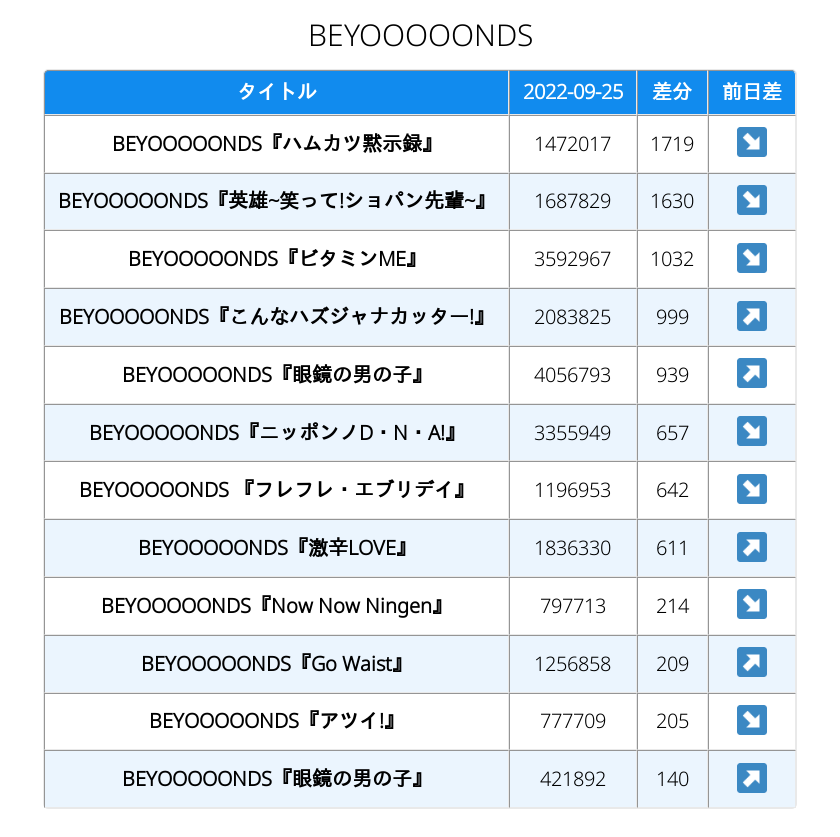 BEYOOOOONDS
タイトル 2022-09-25 差分 前日差
BEYOOOOONDS『ハムカツ黙示録』 1472017 1719 ↘
BEYOOOOONDS『英雄~笑って!ショパン先輩~』 1687829 1630 ↘
BEYOOOOONDS『ビタミンME』 3592967 1032 ↘
BEYOOOOONDS『こんなハズジャナカッター!』 2083825 999 ↗
BEYOOOOONDS『眼鏡の男の子』 4056793 939 ↗
BEYOOOOONDS『ニッポンノD・N・A!』 3355949 657 ↘
BEYOOOOONDS 『フレフレ・エブリデイ』 1196953 642 ↘
BEYOOOOONDS『激辛LOVE』 1836330 611 ↗
BEYOOOOONDS『Now Now Ningen』 797713 214 ↘
BEYOOOOONDS『Go Waist』 1256858 209 ↗
BEYOOOOONDS『アツイ!』 777709 205 ↘
BEYOOOOONDS『眼鏡の男の子』 421892 140 ↗